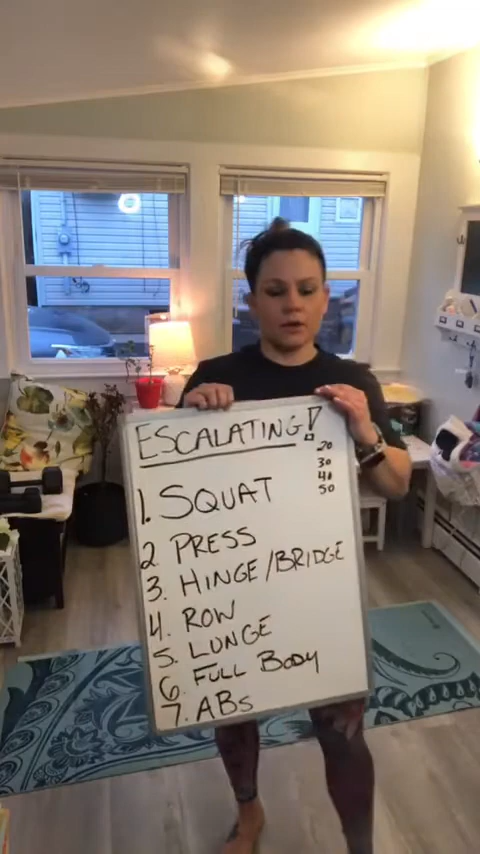 ESCALATING!
20
30
40
50
1. SQUAT
2 PRESS
3. HINGE/BRIDGE
4. ROW
5. LUNGE
6. FULL BODY
7. ABS